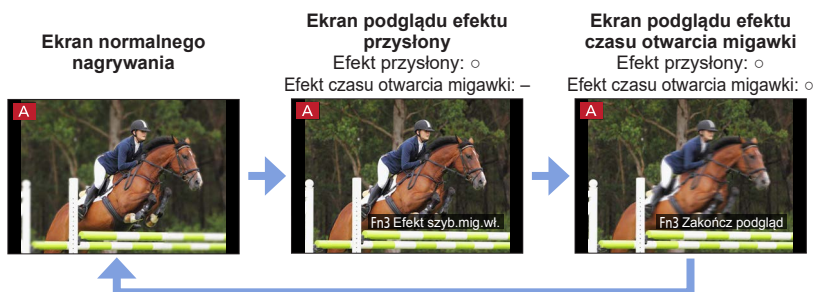 Ekran normalnego
nagrywania
A
Ekran podglądu efektu
przysłony
Efekt przysłony: ○
Efekt czasu otwarcia migawki: –
A
Fn3 Efekt szyb.mig.wł.
Ekran podglądu efektu
czasu otwarcia migawki
Efekt przysłony: ○
Efekt czasu otwarcia migawki: ○
A
Fn3 Zakończ podgląd